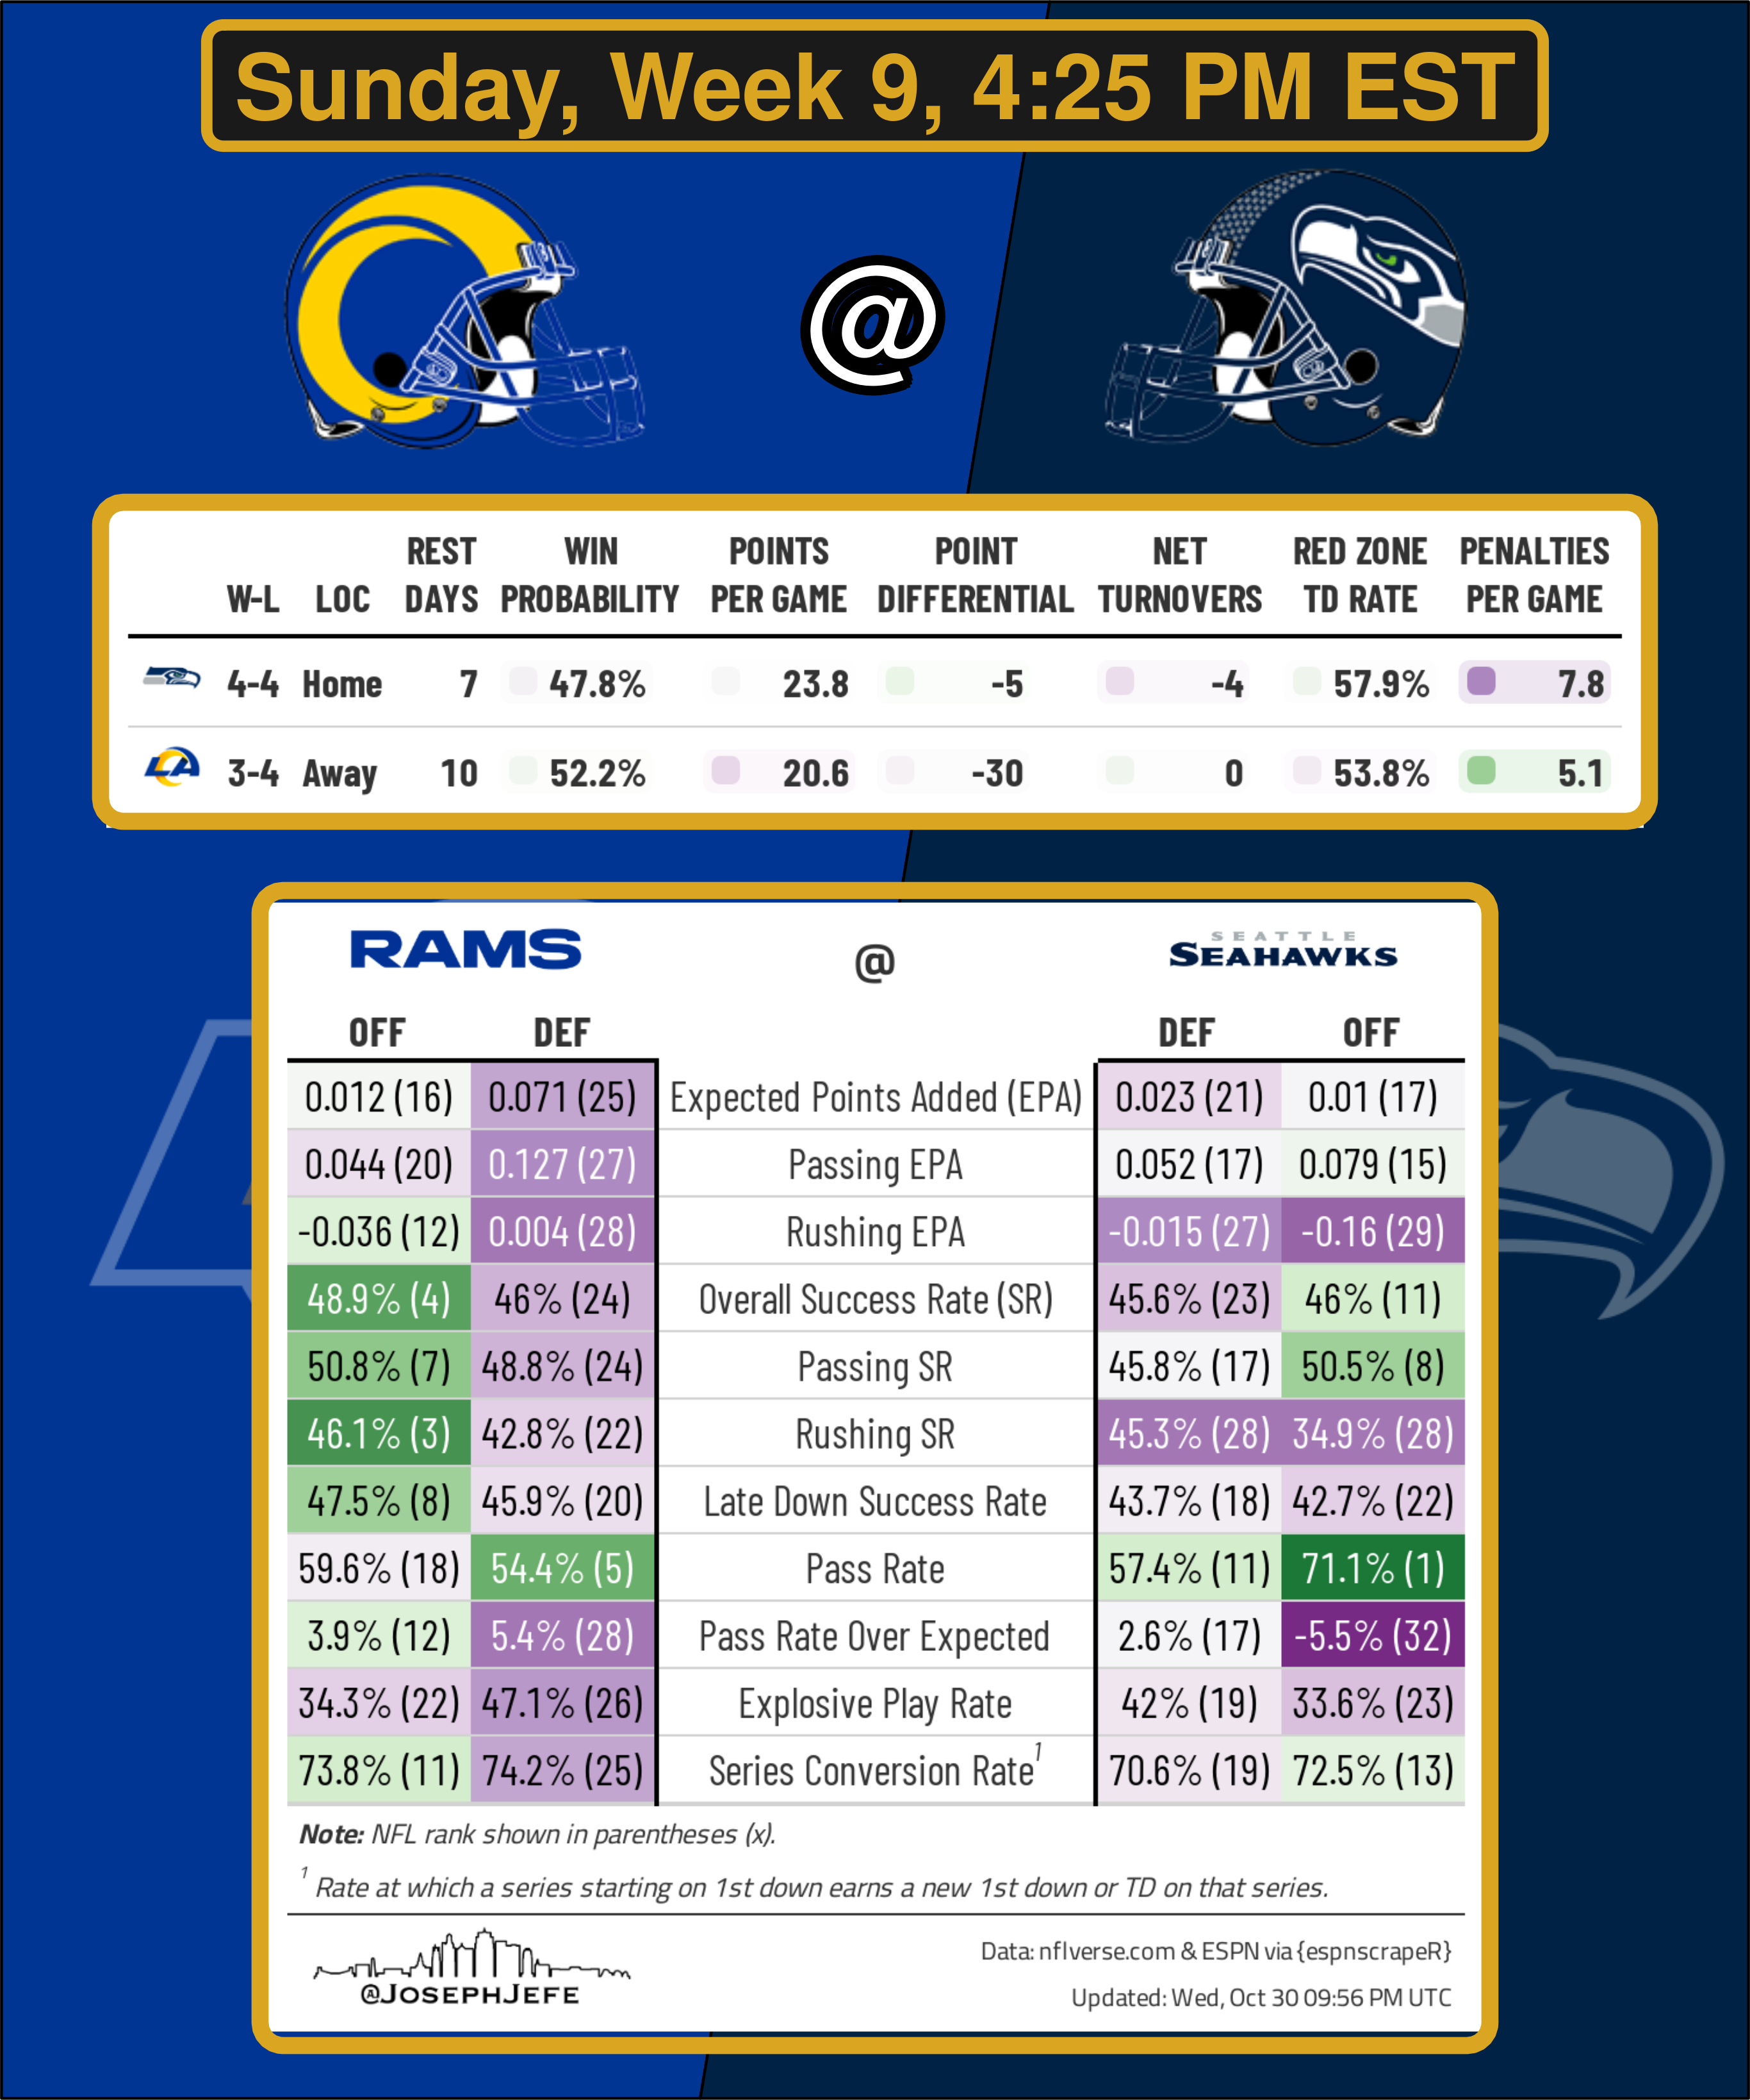 Sunday, Week 9, 4:25 PM EST
@
W-L LOC REST DAYS WIN PROBABILITY POINTS PER GAME POINT DIFFERENTIAL NET TURNOVERS RED ZONE TD RATE PENALTIES PER GAME
4-4 Home 7 47.8% 23.8 -5 -4 57.9% 7.8
LA 3-4 Away 10 52.2% 20.6 -30 0 53.8% 5.1
RAMS @ SEATTLE SEAHAWKS
OFF DEF DEF OFF
0.012 (16) 0.071 (25) Expected Points Added (EPA) 0.023 (21) 0.01 (17)
0.044 (20) 0.127 (27) Passing EPA 0.052 (17) 0.079 (15)
-0.036 (12) 0.004 (28) Rushing EPA -0.015 (27) -0.16 (29)
48.9% (4) 46% (24) Overall Success Rate (SR) 45.6% (23) 46% (11)
50.8% (7) 48.8% (24) Passing SR 45.8% (17) 50.5% (8)
46.1% (3) 42.8% (22) Rushing SR 45.3% (28) 34.9% (28)
47.5% (8) 45.9% (20) Late Down Success Rate 43.7% (18) 42.7% (22)
59.6% (18) 54.4% (5) Pass Rate 57.4% (11) 71.1% (1)
3.9% (12) 5.4% (28) Pass Rate Over Expected 2.6% (17) -5.5% (32)
34.3% (22) 47.1% (26) Explosive Play Rate 42% (19) 33.6% (23)
73.8% (11) 74.2% (25) Series Conversion Rate¹ 70.6% (19) 72.5% (13)
Note: NFL rank shown in parentheses (x).
¹ Rate at which a series starting on 1st down earns a new 1st down or TD on that series.
@JOSEPHJEFE
Data: nflverse.com & ESPN via {espnscrapeR}
Updated: Wed, Oct 30 09:56 PM UTC